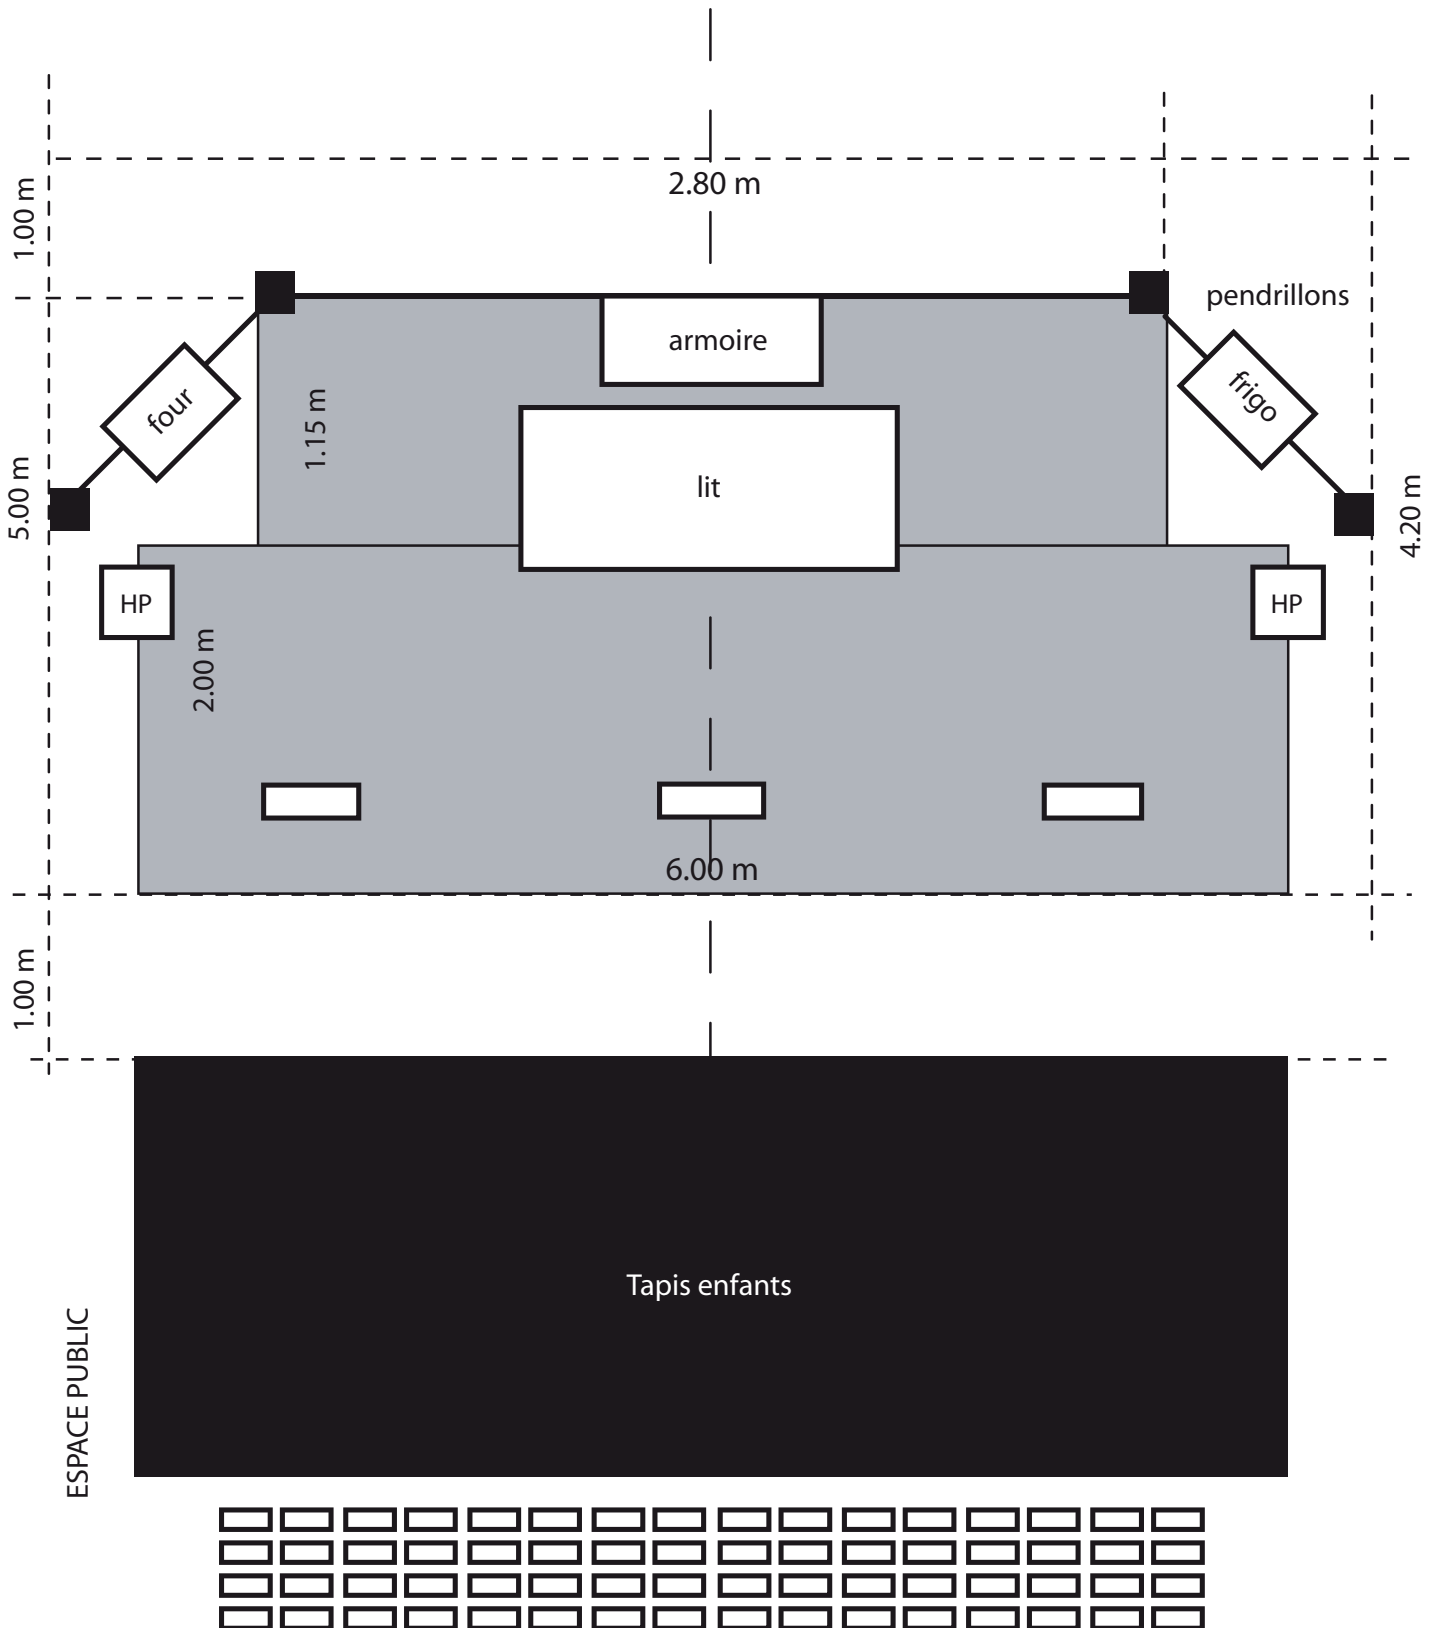 2.80 m
1.00 m
pendrillons
armoire
four
frigo
1.15 m
lit
5.00 m
4.20 m
HP
HP
2.00 m
6.00 m
1.00 m
Tapis enfants
ESPACE PUBLIC